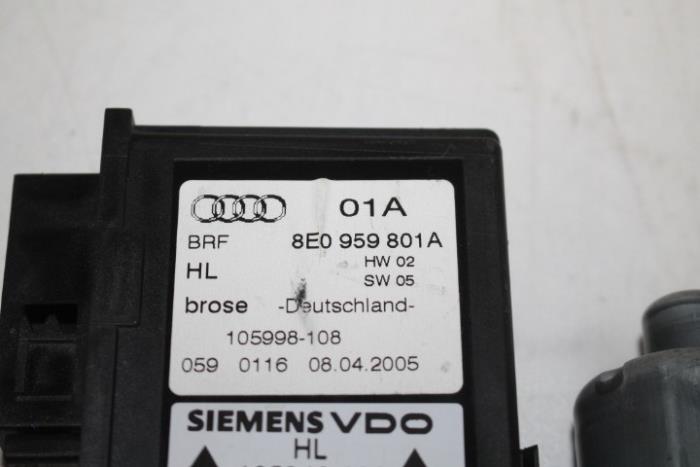 01A
BRF 8E0 959 801A
HL HW 02
SW 05
brose -Deutschland-
105998-108
059 0116 08.04.2005
SIEMENS VDO
HL